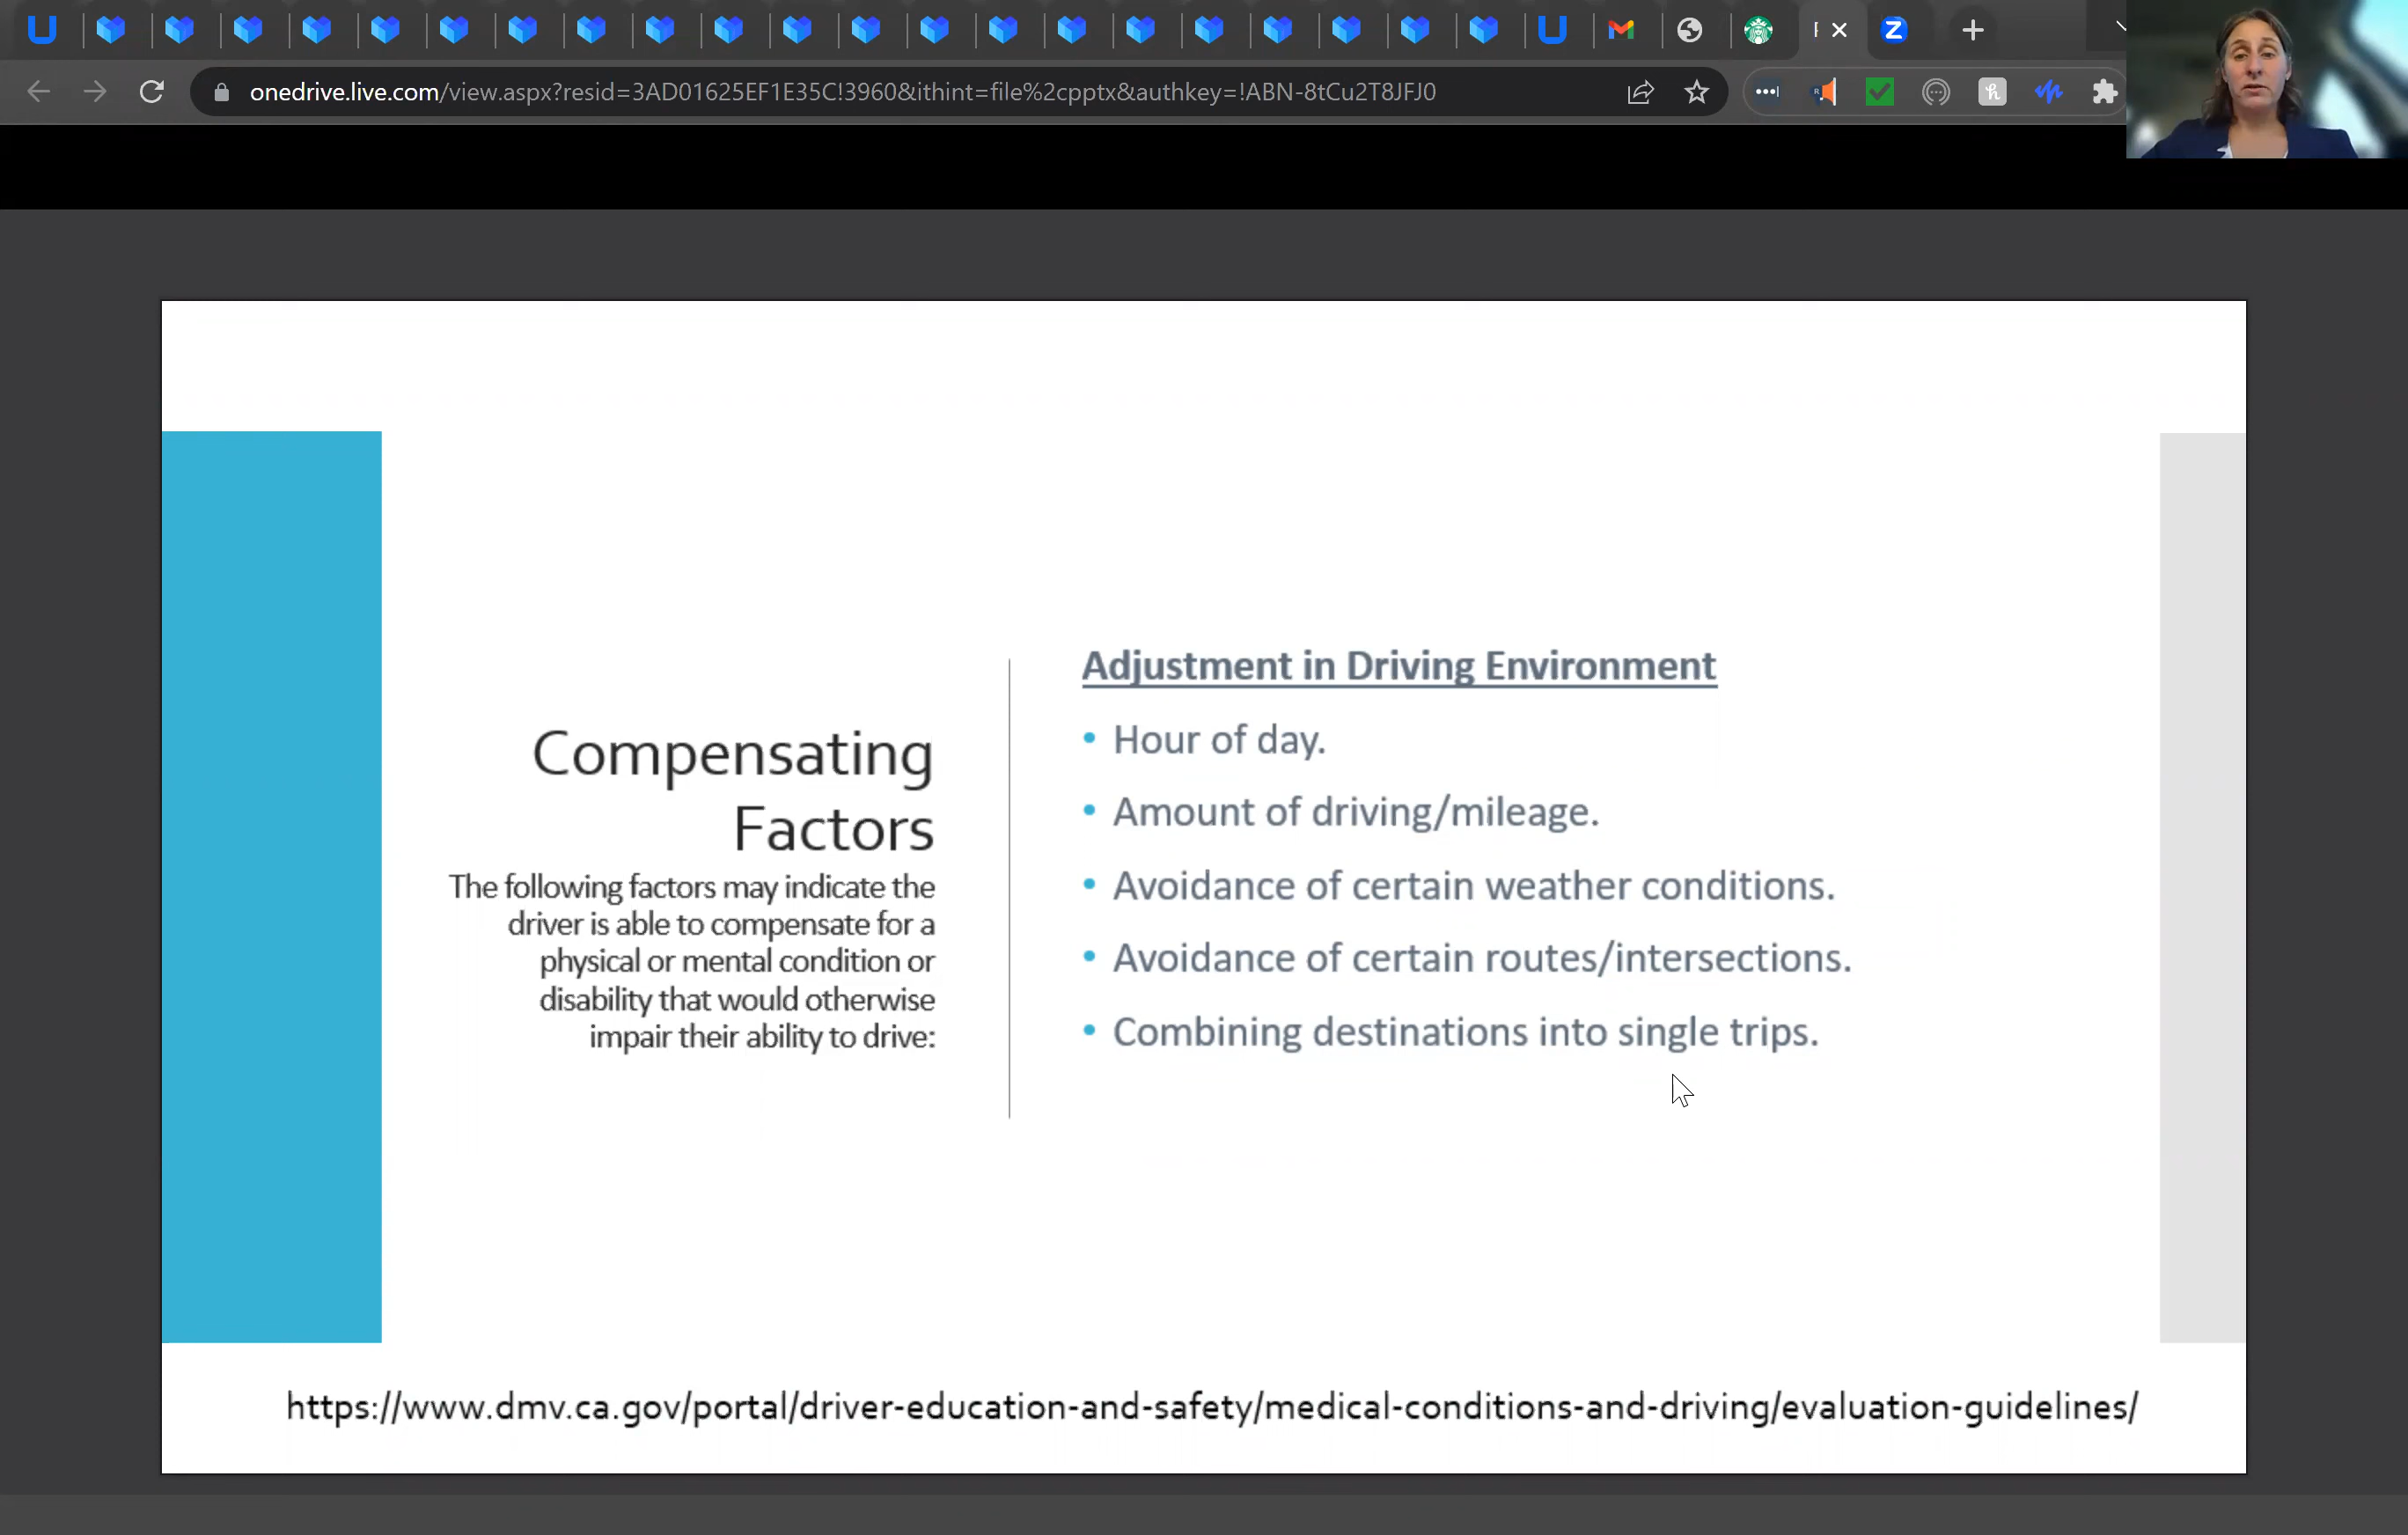 onedrive.live.com/view.aspx?resid=3AD01625EF1E35C!3960&ithint=file%2cpptx&authkey=!ABN-8tCu2T8JFJ0
Compensating
Factors
The following factors may indicate the
driver is able to compensate for a
physical or mental condition or
disability that would otherwise
impair their ability to drive:
Adjustment in Driving Environment
• Hour of day.
• Amount of driving/mileage.
• Avoidance of certain weather conditions.
• Avoidance of certain routes/intersections.
• Combining destinations into single trips.
https://www.dmv.ca.gov/portal/driver-education-and-safety/medical-conditions-and-driving/evaluation-guidelines/